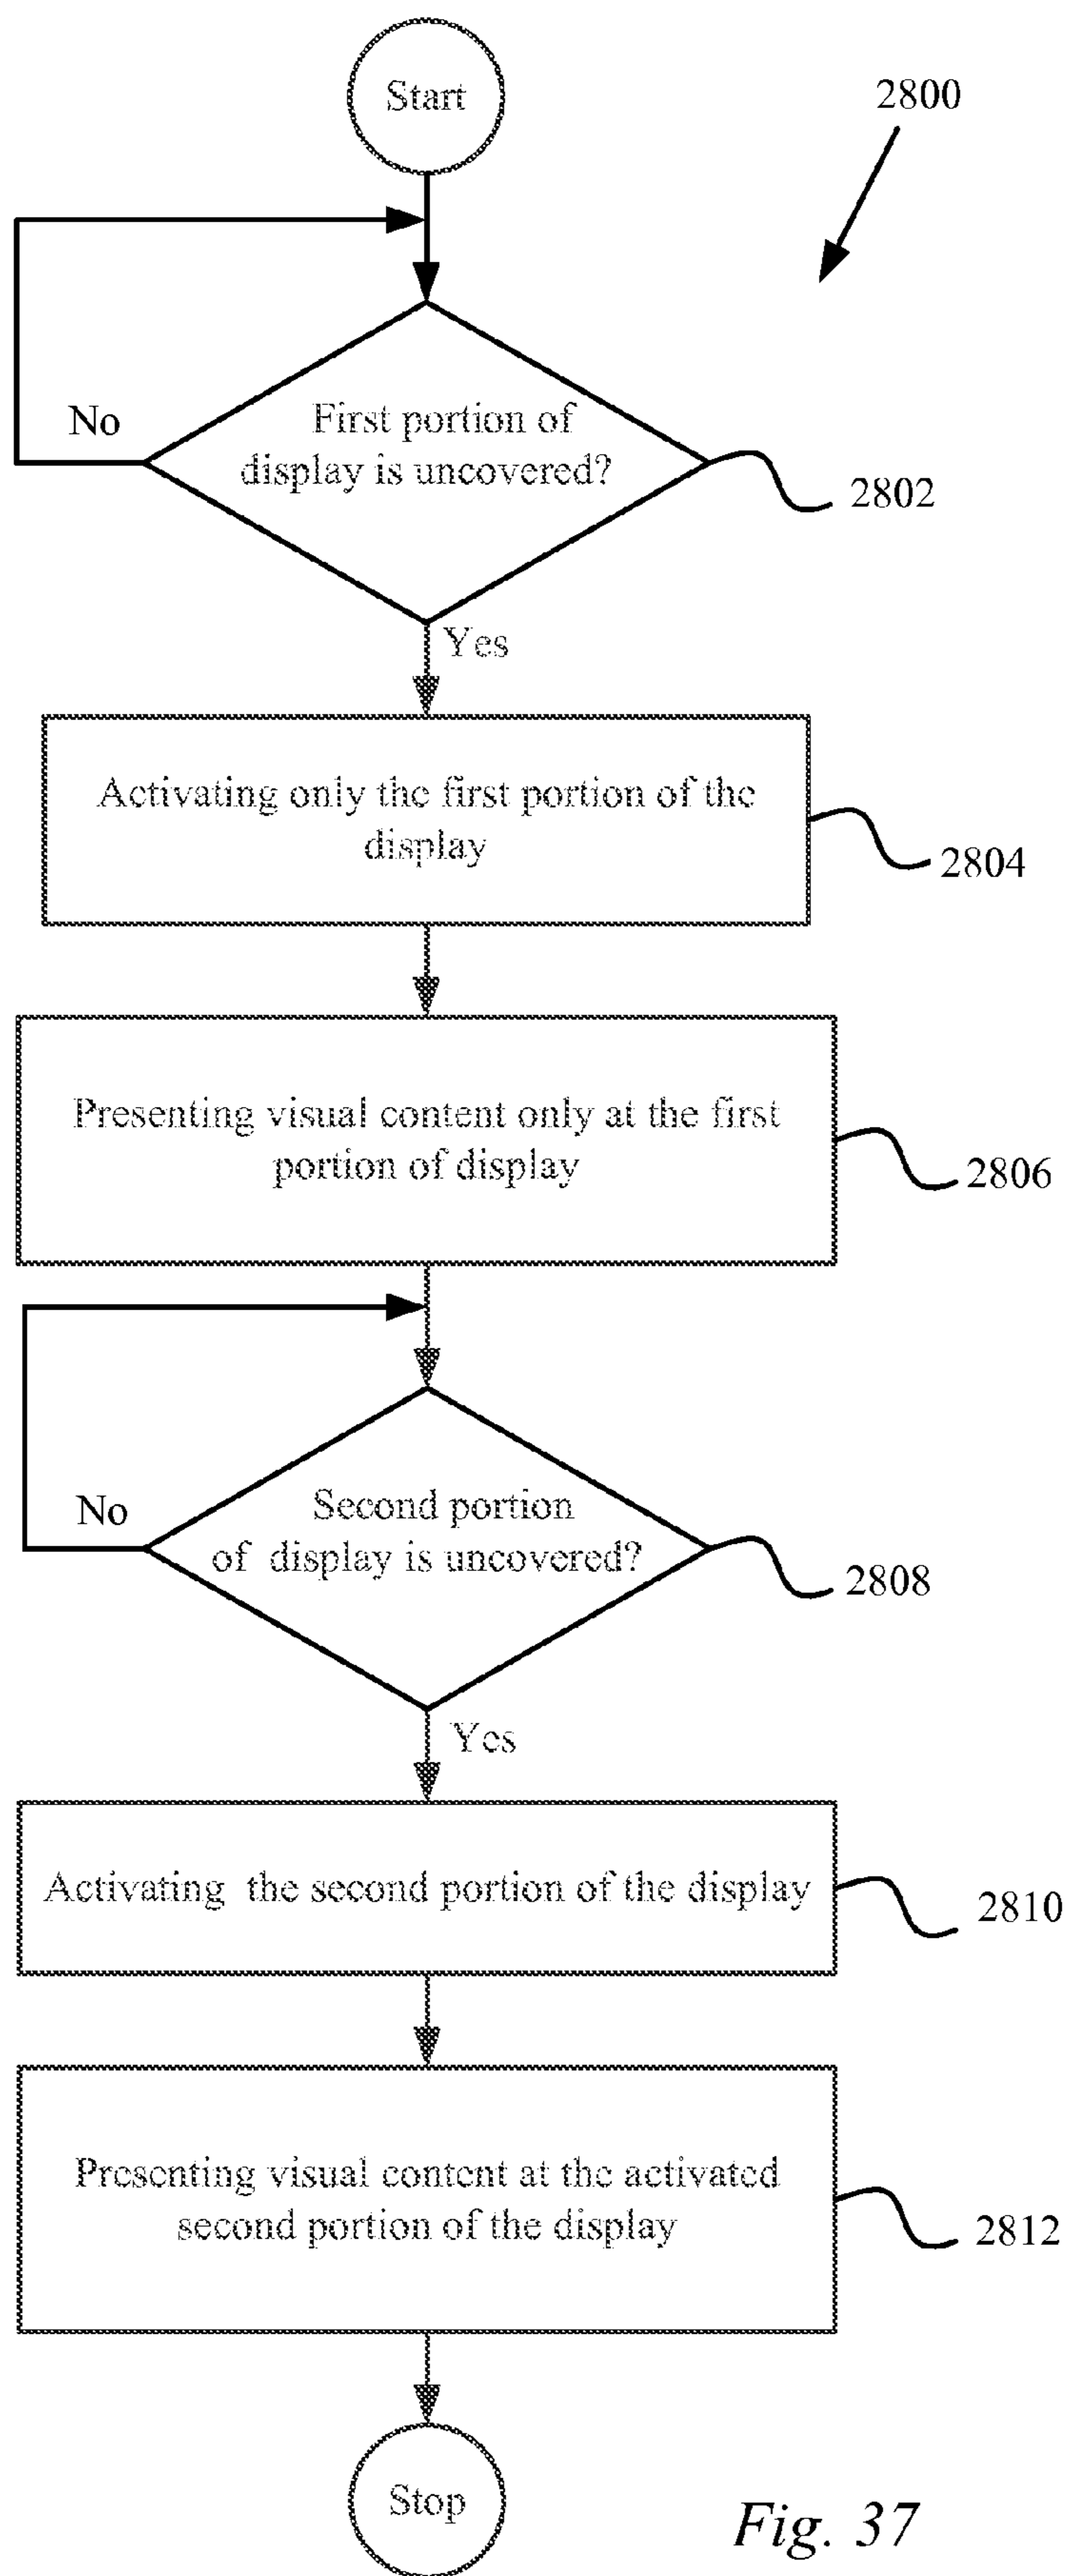 Start
2800
First portion of
display is uncovered?
No
2802
Yes
Activating only the first portion of the
display
2804
Presenting visual content only at the first
portion of display
2806
Second portion
of display is uncovered?
No
2808
Yes
Activating the second portion of the display
2810
Presenting visual content at the activated
second portion of the display
2812
Stop
Fig. 37